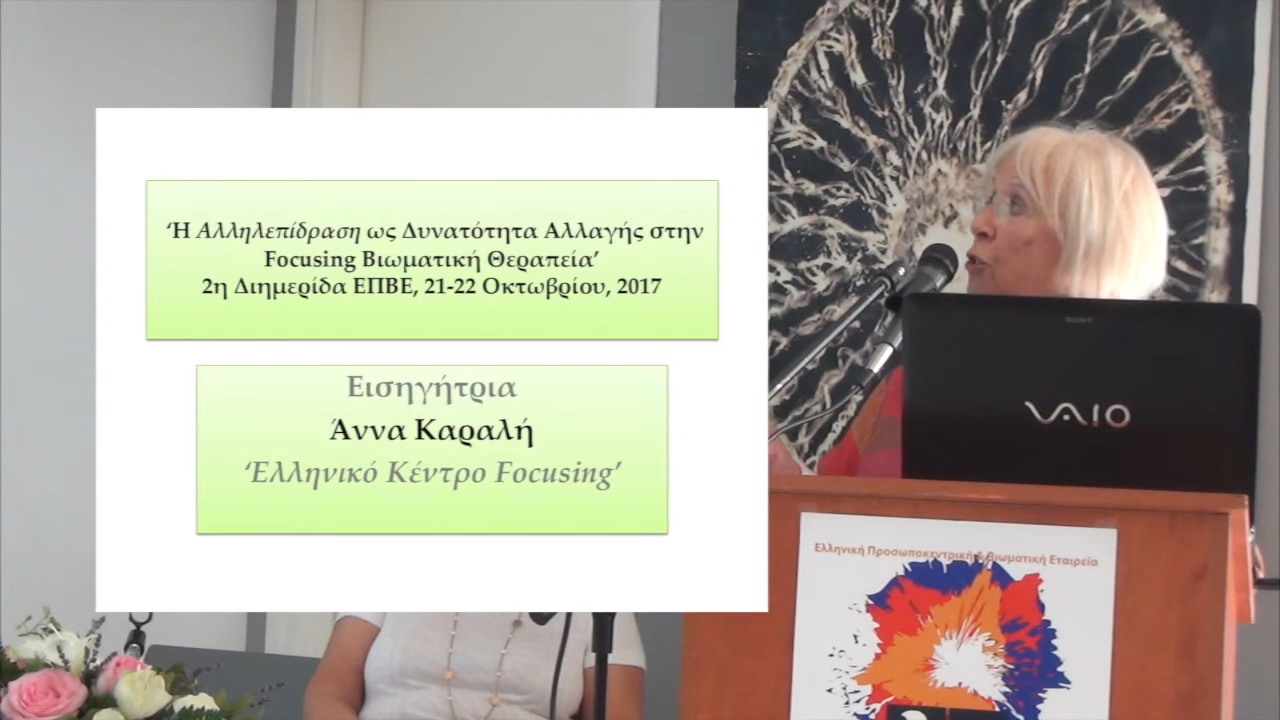 ‘Η Αλληλεπίδραση ως Δυνατότητα Αλλαγής στην
Focusing Βιωματική Θεραπεία’
2η Διημερίδα ΕΠΒΕ, 21-22 Οκτωβρίου, 2017
Εισηγήτρια
Άννα Καραλή
‘Ελληνικό Κέντρο Focusing’
SONY
VAIO
Ελληνική Προσωποκεντρική & Βιωματική Εταιρεία